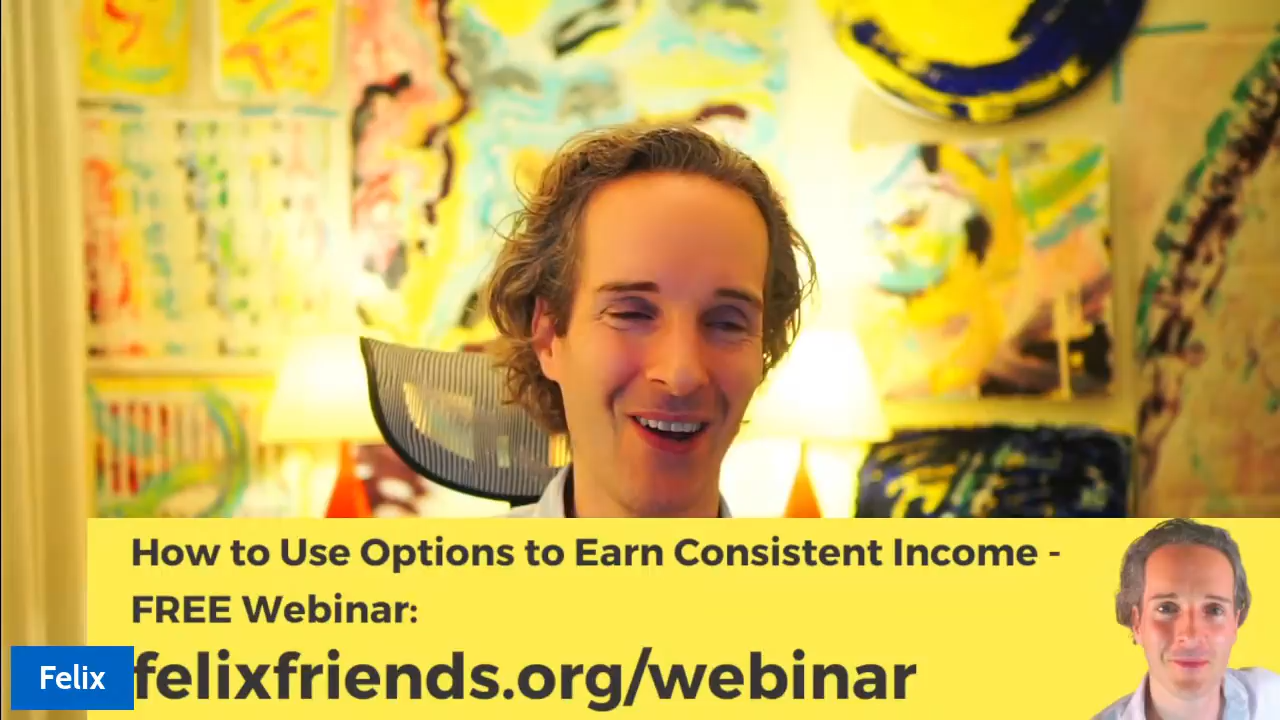 How to Use Options to Earn Consistent Income -
FREE Webinar:
felixfriends.org/webinar
Felix